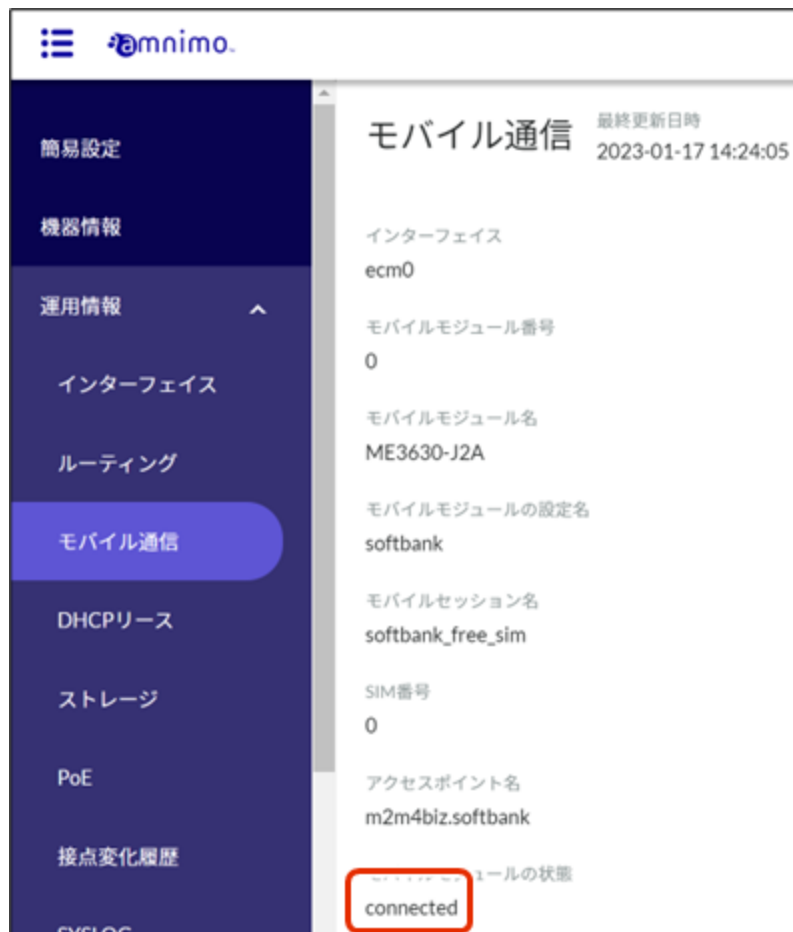 amnimo
簡易設定
機器情報
運用情報
インターフェイス
ルーティング
モバイル通信
DHCPリース
ストレージ
PoE
接点変化履歴
モバイル通信
最終更新日時
2023-01-17 14:24:05
インターフェイス
ecm0
モバイルモジュール番号
0
モバイルモジュール名
ME3630-J2A
モバイルモジュールの設定名
softbank
モバイルセッション名
softbank_free_sim
SIM番号
0
アクセスポイント名
m2m4biz.softbank
ールの状態
connected